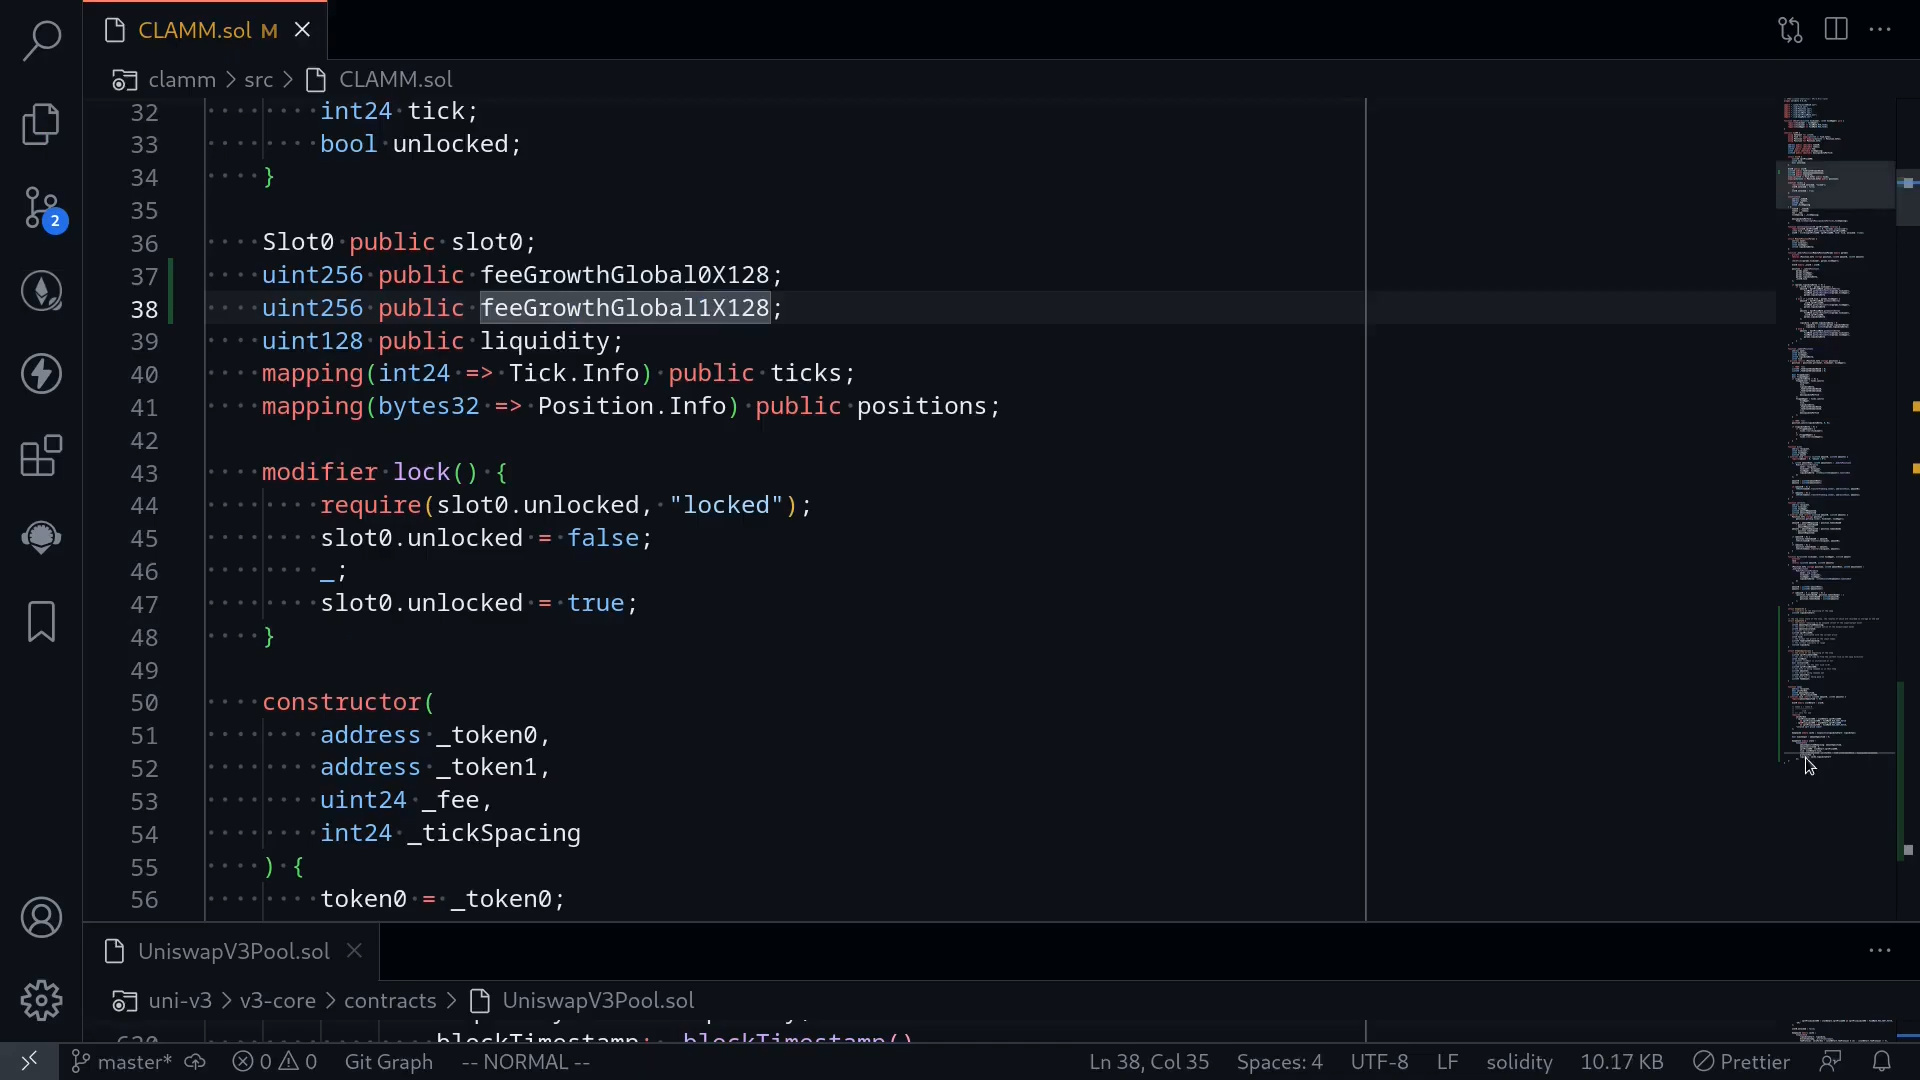 CLAMM.sol M
clamm > src > CLAMM.sol
32 int24 tick;
33 bool unlocked;
34 }
35
36 Slot0 public slot0;
37 uint256 public feeGrowthGlobal0X128;
38 uint256 public feeGrowthGlobal1X128;
39 uint128 public liquidity;
40 mapping(int24 => Tick.Info) public ticks;
41 mapping(bytes32 => Position.Info) public positions;
42
43 modifier lock() {
44 require(slot0.unlocked, "locked");
45 slot0.unlocked = false;
46 _;
47 slot0.unlocked = true;
48 }
49
50 constructor(
51 address _token0,
52 address _token1,
53 uint24 _fee,
54 int24 _tickSpacing
55 ) {
56 token0 = _token0;
2
UniswapV3Pool.sol
uni-v3 > v3-core > contracts > UniswapV3Pool.sol
blockTimestamp: _blockTimestamp()
master* 0 0 Git Graph -- NORMAL -- Ln 38, Col 35 Spaces: 4 UTF-8 LF solidity 10.17 KB Prettier